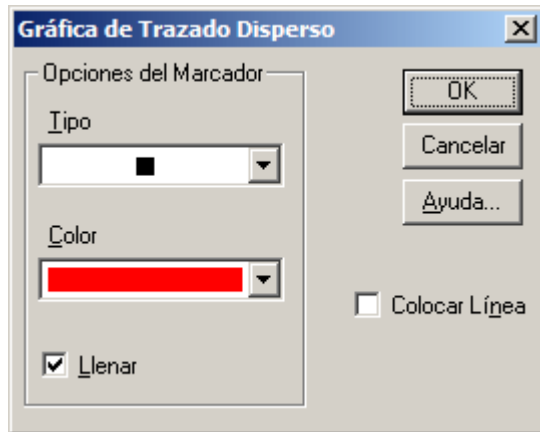 Gráfica de Trazado Disperso
Opciones del Marcador
Tipo
Color
Llenar
OK
Cancelar
Ayuda...
Colocar Línea